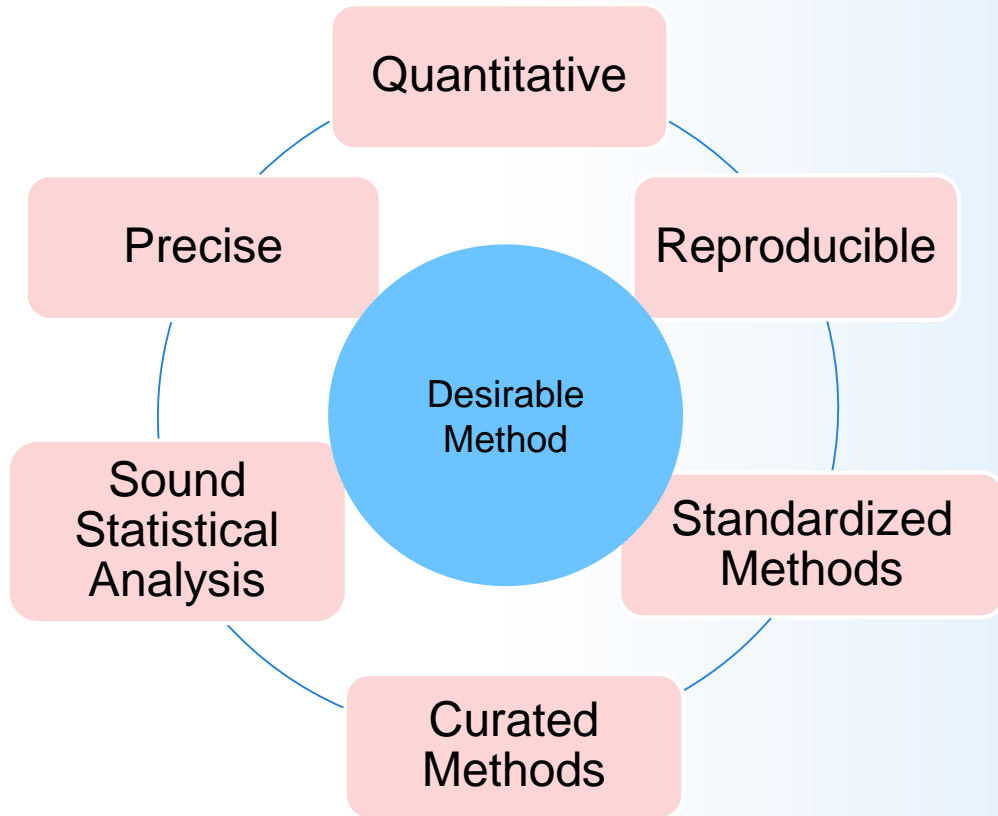 Quantitative
Precise
Reproducible
Desirable
Method
Sound
Statistical
Analysis
Standardized
Methods
Curated
Methods